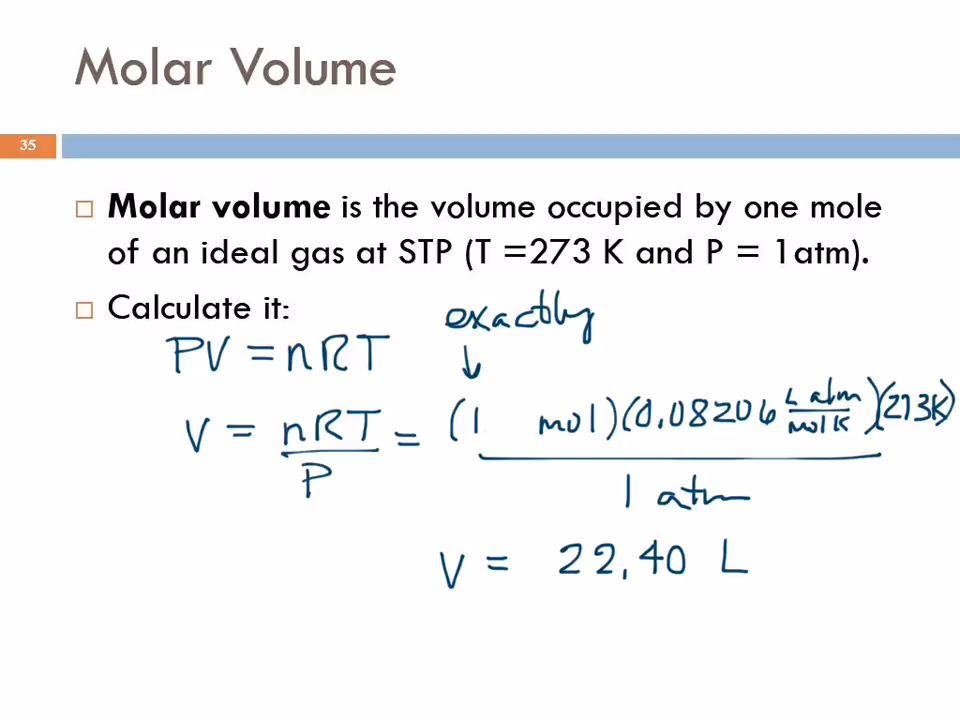 Molar Volume
35
Molar volume is the volume occupied by one mole
of an ideal gas at STP (T =273 K and P = 1atm).
Calculate it:
exactly
↓
PV = nRT
V = nRT/P = (1 mol)(0.08206 L atm/mol K)(273K)/1 atm
V = 22.40 L